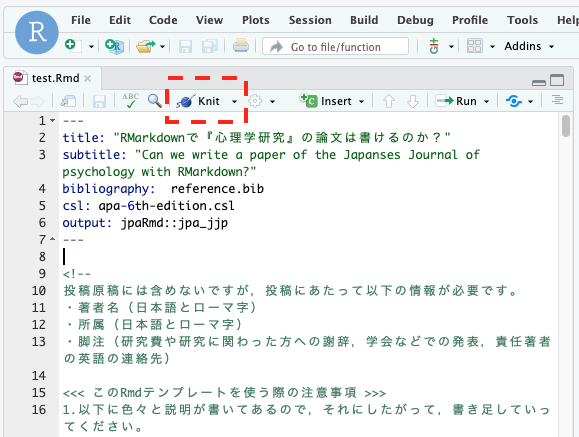 R File Edit Code View Plots Session Build Debug Profile Tools Help
Go to file/function Addins
test.Rmd
ABC Knit Insert Run
1 ---
2 title: "RMarkdownで『心理学研究』の論文は書けるのか？"
3 subtitle: "Can we write a paper of the Japanses Journal of
psychology with RMarkdown?"
4 bibliography: reference.bib
5 csl: apa-6th-edition.csl
6 output: jpaRmd::jpa_jjp
7 ---
8
9 <!--
10 投稿原稿には含めないですが，投稿にあたって以下の情報が必要です。
11 ・著者名（日本語とローマ字）
12 ・所属（日本語とローマ字）
13 ・脚注（研究費や研究に関わった方への謝辞，学会などでの発表，責任著者
の英語の連絡先）
14
15 <<< このRmdテンプレートを使う際の注意事項 >>>
16 1.以下に色々と説明が書いてあるので，それにしたがって，書き足していっ
てください。